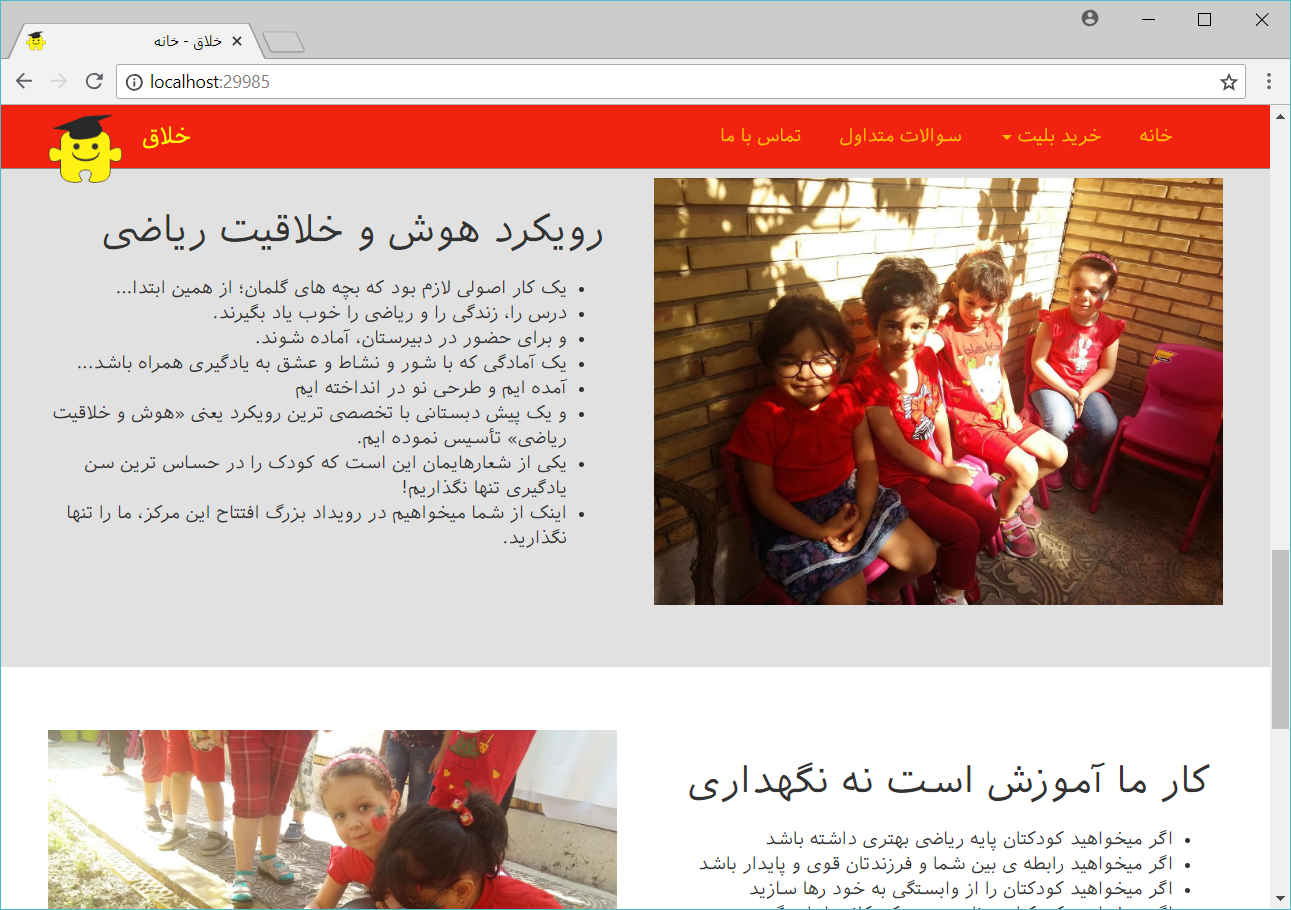 خلاق - خانه
localhost:29985
خانه
خرید بلیت
سوالات متداول
تماس با ما
خلاق
رویکرد هوش و خلاقیت ریاضی
یک کار اصولی لازم بود که بچه های گلمان؛ از همین ابتدا...
درس را، زندگی را و ریاضی را خوب یاد بگیرند.
و برای حضور در دبیرستان، آماده شوند.
یک آمادگی که با شور و نشاط و عشق به یادگیری همراه باشد...
آمده ایم و طرحی نو در انداخته ایم
و یک پیش دبستانی با تخصصی ترین رویکرد یعنی «هوش و خلاقیت
ریاضی» تأسیس نموده ایم.
یکی از شعارهایمان این است که کودک را در حساس ترین سن
یادگیری تنها نگذاریم!
اینک از شما میخواهیم در رویداد بزرگ افتتاح این مرکز، ما را تنها
نگذارید.
کار ما آموزش است نه نگهداری
اگر میخواهید کودکتان پایه ریاضی بهتری داشته باشد
اگر میخواهید رابطه ی بین شما و فرزندتان قوی و پایدار باشد
اگر میخواهید کودکتان را از وابستگی به خود رها سازید